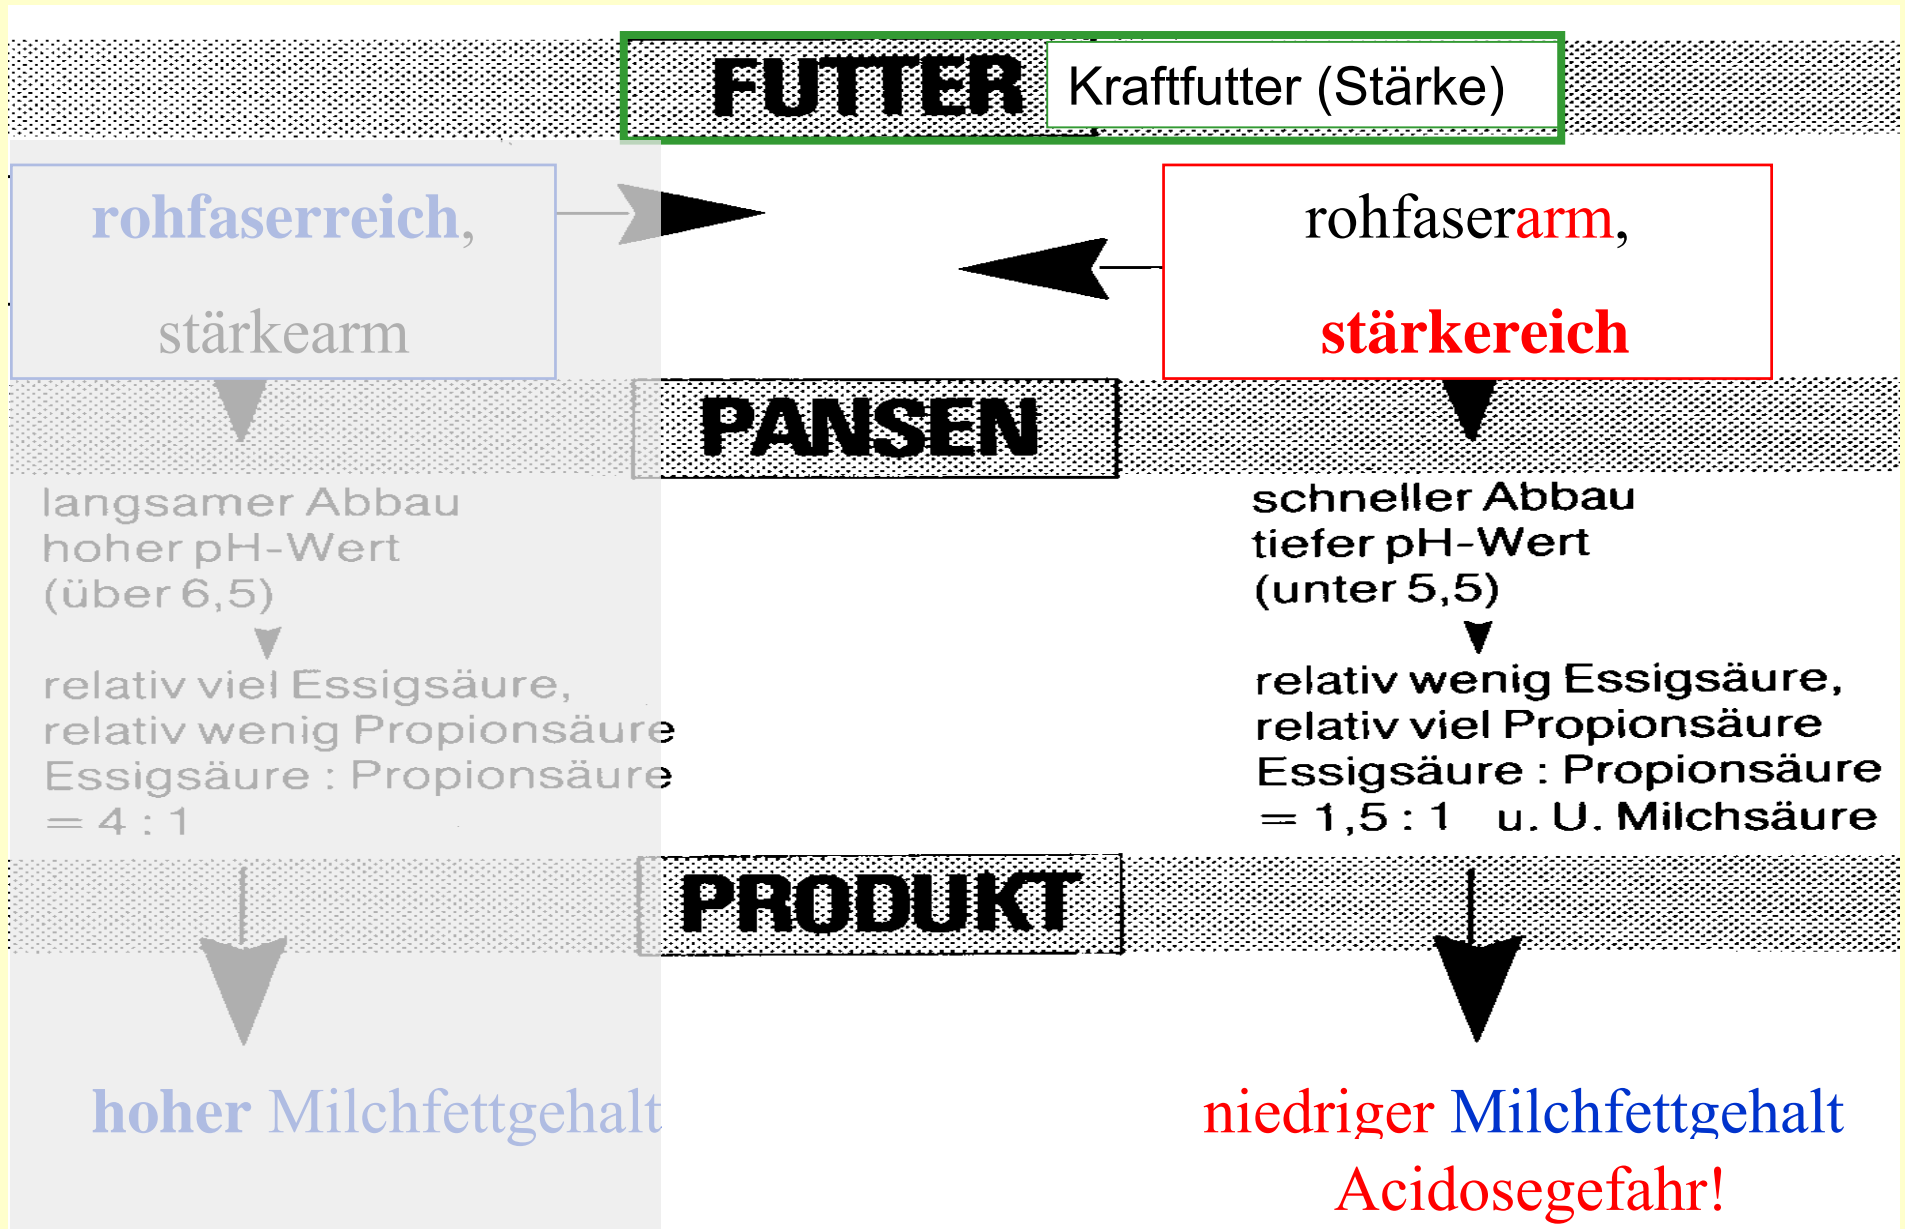 FUTTER Kraftfutter (Stärke)
rohfaserreich,
stärkearm
rohfaserarm,
stärkereich
PANSEN
langsamer Abbau
hoher pH-Wert
(über 6,5)
relativ viel Essigsäure,
relativ wenig Propionsäure
Essigsäure : Propionsäure
= 4 : 1
schneller Abbau
tiefer pH-Wert
(unter 5,5)
relativ wenig Essigsäure,
relativ viel Propionsäure
Essigsäure : Propionsäure
= 1,5 : 1 u. U. Milchsäure
PRODUKT
hoher Milchfettgehalt
niedriger Milchfettgehalt
Acidosegefahr!